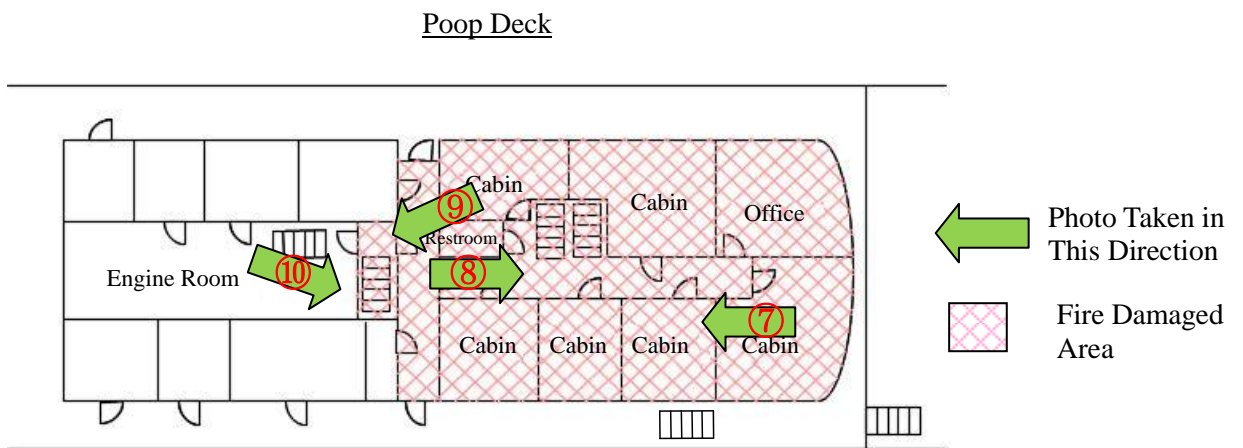 Poop Deck
Cabin
Cabin
Office
⑨
Restroom
⑧
Engine Room
⑩
⑦
Cabin
Cabin
Cabin
Cabin
Photo Taken in
This Direction
Fire Damaged
Area